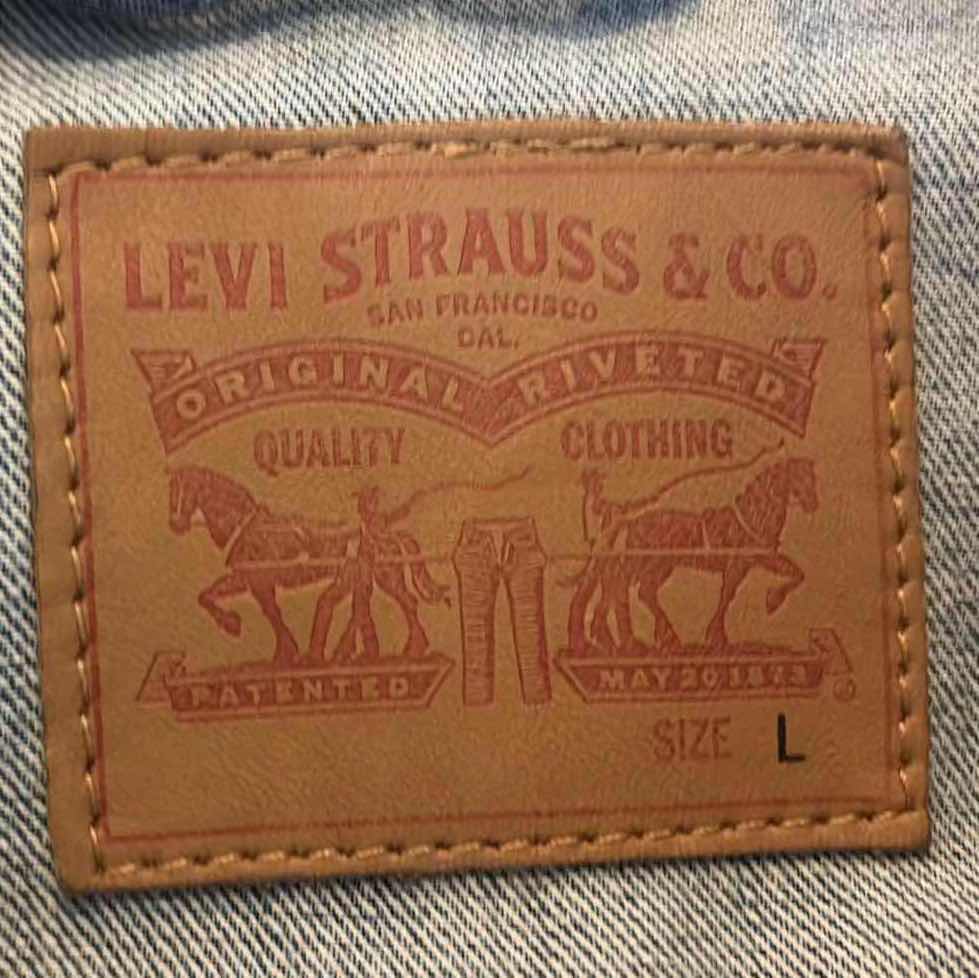 LEVI STRAUSS & CO.
SAN FRANCISCO
CAL.
ORIGINAL RIVETED
QUALITY CLOTHING
PATENTED MAY 20 1873
SIZE L